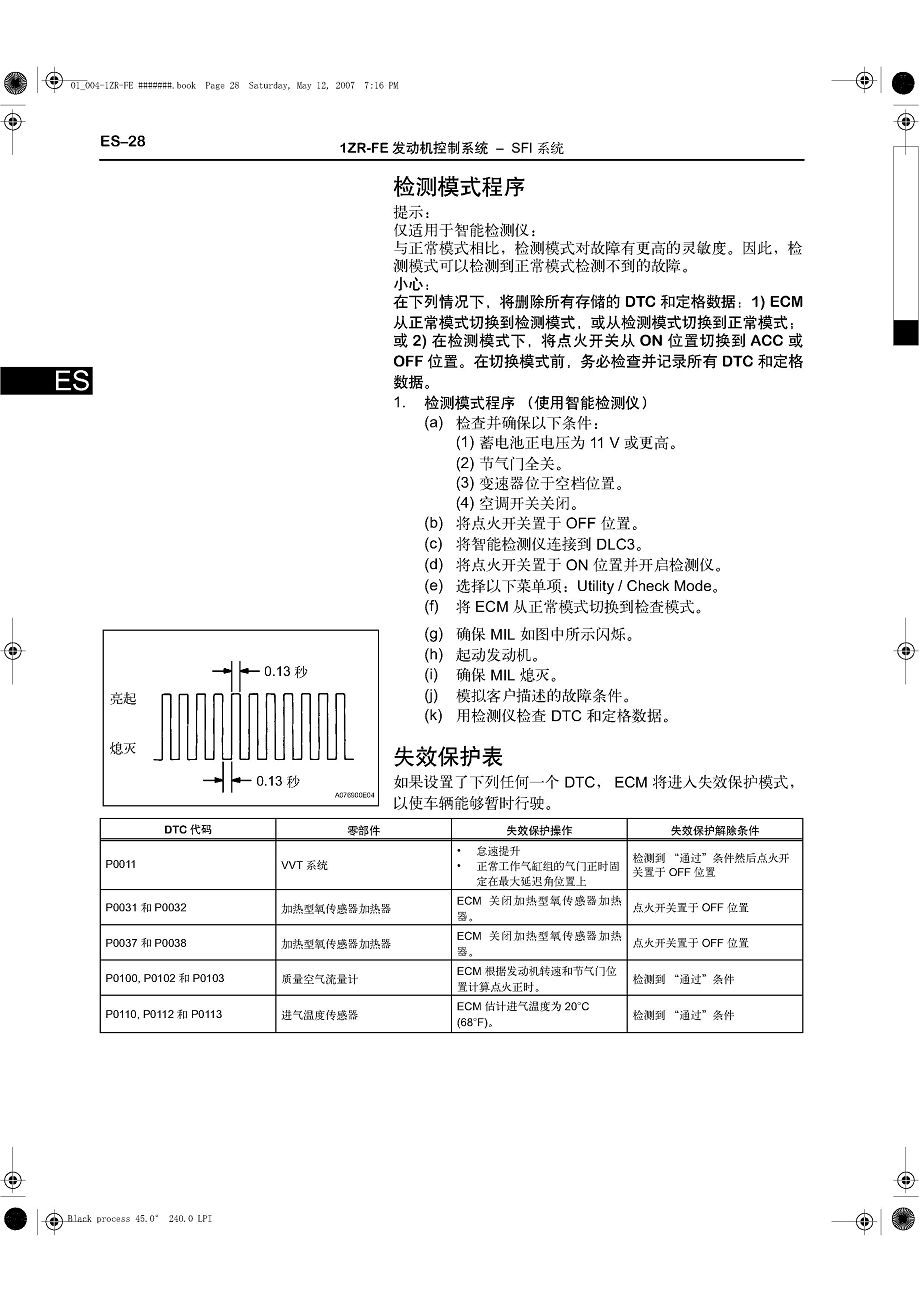 01_004-1ZR-FE #######.book  Page 28  Saturday, May 12, 2007  7:16 PM
ES–28
1ZR-FE 发动机控制系统 – SFI 系统
检测模式程序
提示：
仅适用于智能检测仪：
与正常模式相比，检测模式对故障有更高的灵敏度。因此，检
测模式可以检测到正常模式检测不到的故障。
小心：
在下列情况下，将删除所有存储的 DTC 和定格数据：1) ECM
从正常模式切换到检测模式，或从检测模式切换到正常模式；
或 2) 在检测模式下，将点火开关从 ON 位置切换到 ACC 或
OFF 位置。在切换模式前，务必检查并记录所有 DTC 和定格
数据。
ES
1. 检测模式程序 （使用智能检测仪）
(a) 检查并确保以下条件：
(1) 蓄电池正电压为 11 V 或更高。
(2) 节气门全关。
(3) 变速器位于空档位置。
(4) 空调开关关闭。
(b) 将点火开关置于 OFF 位置。
(c) 将智能检测仪连接到 DLC3。
(d) 将点火开关置于 ON 位置并开启检测仪。
(e) 选择以下菜单项：Utility / Check Mode。
(f) 将 ECM 从正常模式切换到检查模式。
(g) 确保 MIL 如图中所示闪烁。
(h) 起动发动机。
(i) 确保 MIL 熄灭。
(j) 模拟客户描述的故障条件。
(k) 用检测仪检查 DTC 和定格数据。
0.13 秒
亮起
熄灭
0.13 秒
A076900E04
失效保护表
如果设置了下列任何一个 DTC， ECM 将进入失效保护模式，
以使车辆能够暂时行驶。
DTC 代码 零部件 失效保护操作 失效保护解除条件
P0011 VVT 系统
• 怠速提升
• 正常工作气缸组的气门正时固
定在最大延迟角位置上
检测到 “通过” 条件然后点火开
关置于 OFF 位置
P0031 和 P0032 加热型氧传感器加热器
ECM 关闭加热型氧传感器加热
器。
点火开关置于 OFF 位置
P0037 和 P0038 加热型氧传感器加热器
ECM 关闭加热型氧传感器加热
器。
点火开关置于 OFF 位置
P0100, P0102 和 P0103 质量空气流量计
ECM 根据发动机转速和节气门位
置计算点火正时。
检测到 “通过” 条件
P0110, P0112 和 P0113 进气温度传感器
ECM 估计进气温度为 20°C
(68°F)。
检测到 “通过” 条件
Black process 45.0° 240.0 LPI